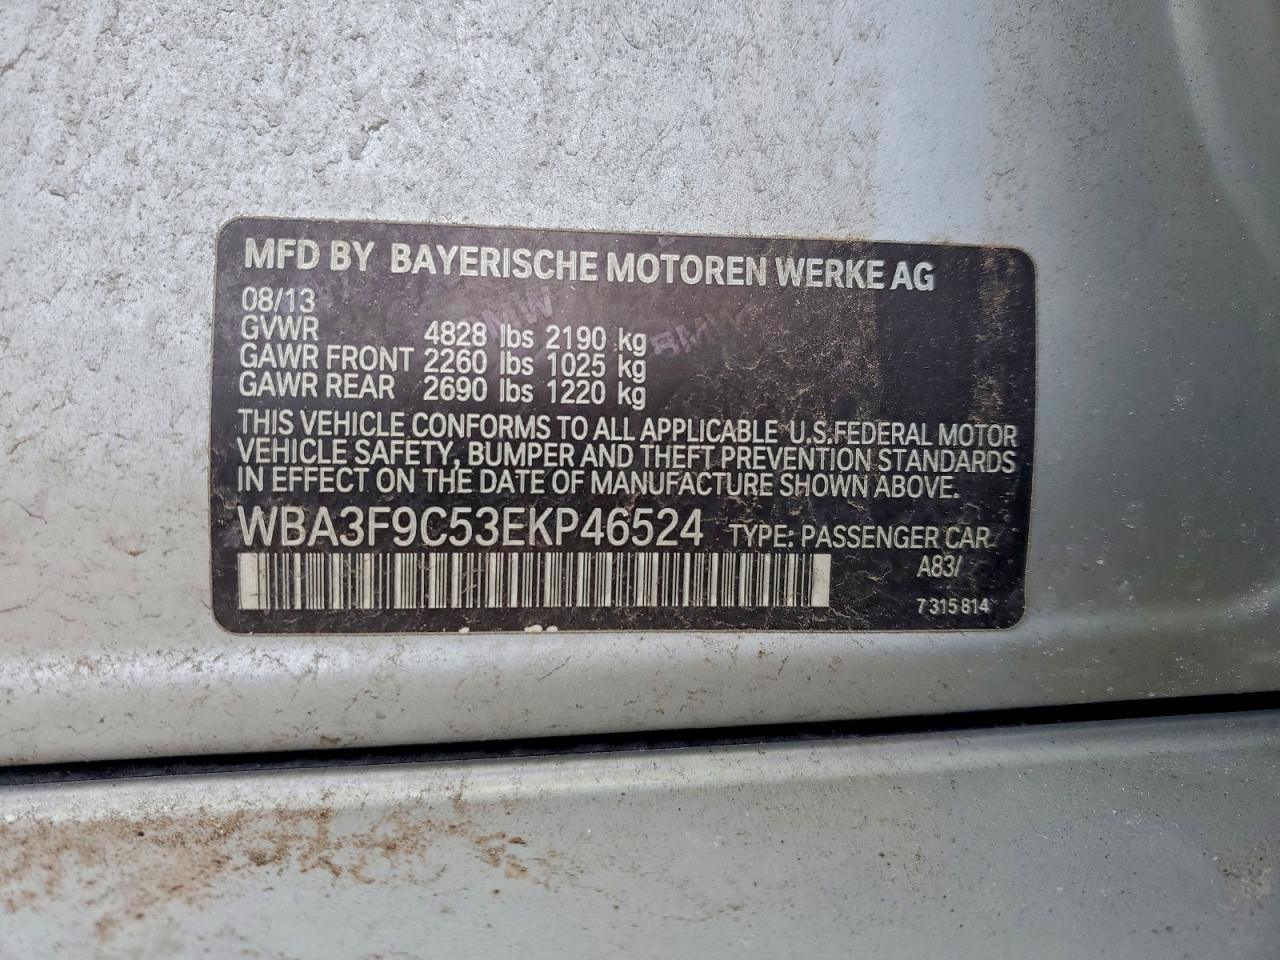 MFD BY BAYERISCHE MOTOREN WERKE AG
08/13
GVWR 4828 lbs 2190 kg
GAWR FRONT 2260 lbs 1025 kg
GAWR REAR 2690 lbs 1220 kg
THIS VEHICLE CONFORMS TO ALL APPLICABLE U.S.FEDERAL MOTOR
VEHICLE SAFETY, BUMPER AND THEFT PREVENTION STANDARDS
IN EFFECT ON THE DATE OF MANUFACTURE SHOWN ABOVE.
WBA3F9C53EKP46524 TYPE: PASSENGER CAR
A83/
7 315 814